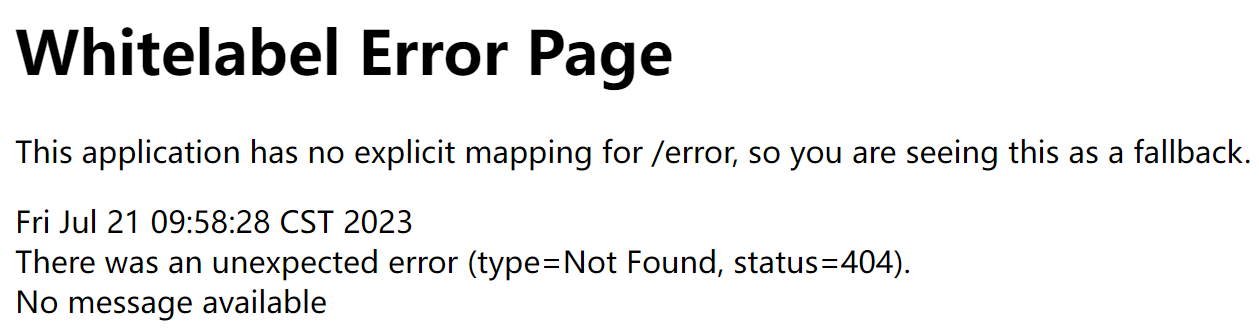 Whitelabel Error Page
This application has no explicit mapping for /error, so you are seeing this as a fallback.
Fri Jul 21 09:58:28 CST 2023
There was an unexpected error (type=Not Found, status=404).
No message available